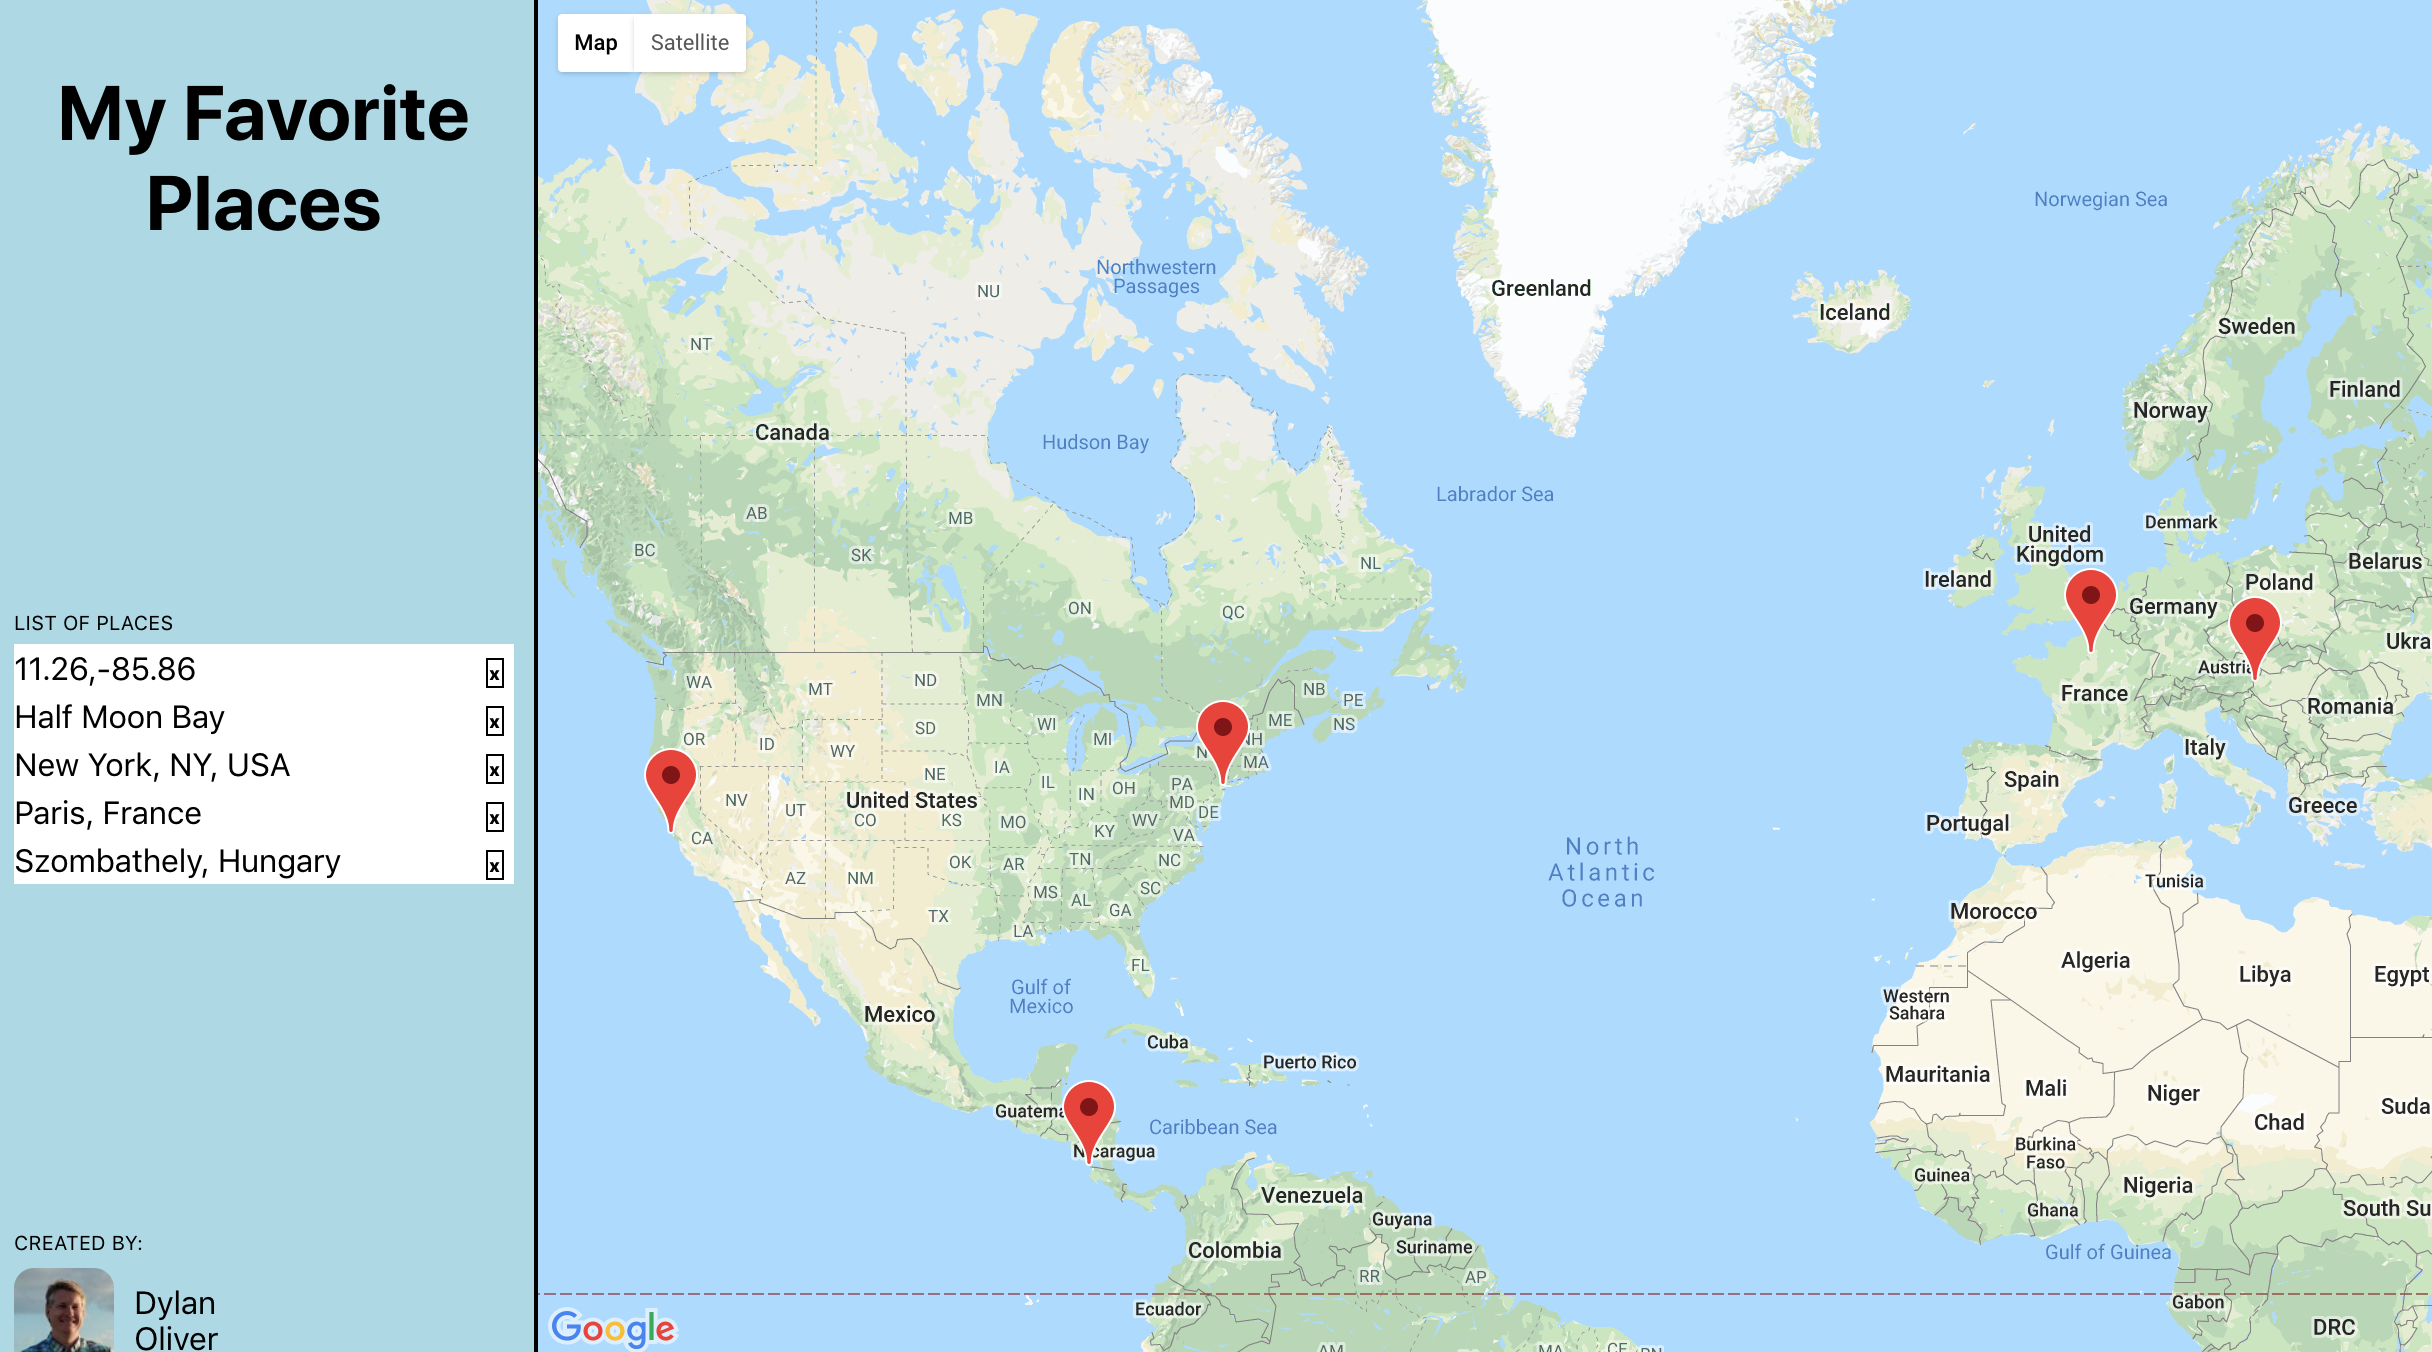 My Favorite
Places
LIST OF PLACES
11.26,-85.86 x
Half Moon Bay x
New York, NY, USA x
Paris, France x
Szombathely, Hungary x
CREATED BY:
Dylan
Oliver
Map Satellite
Norwegian Sea
Northwestern
Passages
NU
Greenland
Iceland
Sweden
NT
Finland
Norway
Canada
Hudson Bay
Labrador Sea
AB
MB
Denmark
United
Kingdom
BC
SK
NL
Ireland
Belarus
Poland
ON
QC
Germany
Ukra
WA
MT
ND
MN
NB
PE
Austria
France
Romania
OR
ID
SD
WI
ME
NS
WY
MI
N
NH
MA
Italy
NE
IA
IL
IN
OH
PA
Spain
NV
UT
United States
CO
KS
MO
MD
DE
Greece
CA
KY
WV
VA
Portugal
North
Atlantic
Ocean
AZ
NM
OK
AR
TN
NC
MS
AL
SC
GA
Tunisia
TX
LA
Morocco
FL
Algeria
Libya
Egypt
Gulf of
Mexico
Western
Sahara
Mexico
Cuba
Puerto Rico
Mauritania
Mali
Niger
Chad
Suda
Guatema
Caribbean Sea
Nicaragua
Burkina
Faso
Guinea
Nigeria
Venezuela
Ghana
South Su
Guyana
Colombia
Suriname
Gulf of Guinea
RR
AP
Ecuador
Gabon
DRC
Google
AM
MA
CE
RN